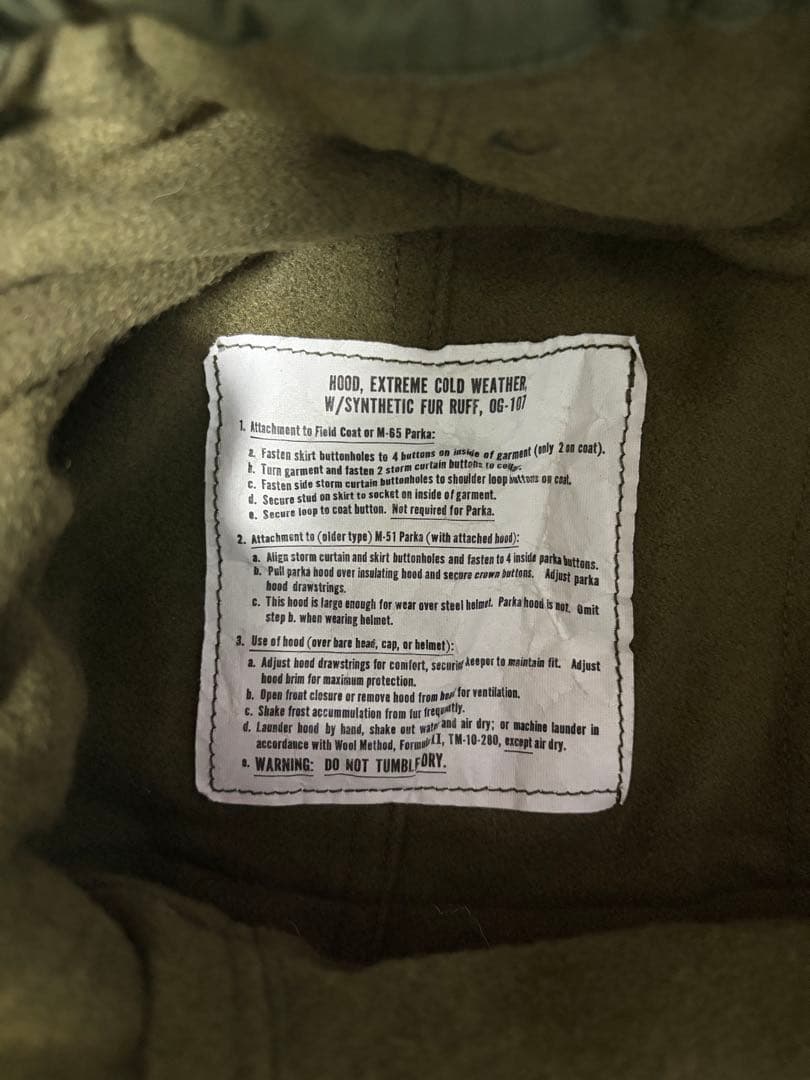 HOOD, EXTREME COLD WEATHER,
W/SYNTHETIC FUR RUFF, OG-107
1. Attachment to Field Coat or M-65 Parka:
a. Fasten skirt buttonholes to 4 buttons on inside of garment (only 2 on coat).
b. Turn garment and fasten 2 storm curtain buttons to collar.
c. Fasten side storm curtain buttonholes to shoulder loop buttons on coat.
d. Secure stud on skirt to socket on inside of garment.
e. Secure loop to coat button. Not required for Parka.
2. Attachment to (older type) M-51 Parka (with attached hood):
a. Align storm curtain and skirt buttonholes and fasten to 4 inside parka buttons.
b. Pull parka hood over insulating hood and secure crown buttons. Adjust parka
hood drawstrings.
c. This hood is large enough for wear over steel helmet. Parka hood is not. Omit
step b. when wearing helmet.
3. Use of hood (over bare head, cap, or helmet):
a. Adjust hood drawstrings for comfort, securing keeper to maintain fit. Adjust
hood brim for maximum protection.
b. Open front closure or remove hood from head for ventilation.
c. Shake frost accummulation from fur frequently.
d. Launder hood by hand, shake out water and air dry; or machine launder in
accordance with Wool Method, Formula II, TM-10-280, except air dry.
e. WARNING: DO NOT TUMBLE DRY.